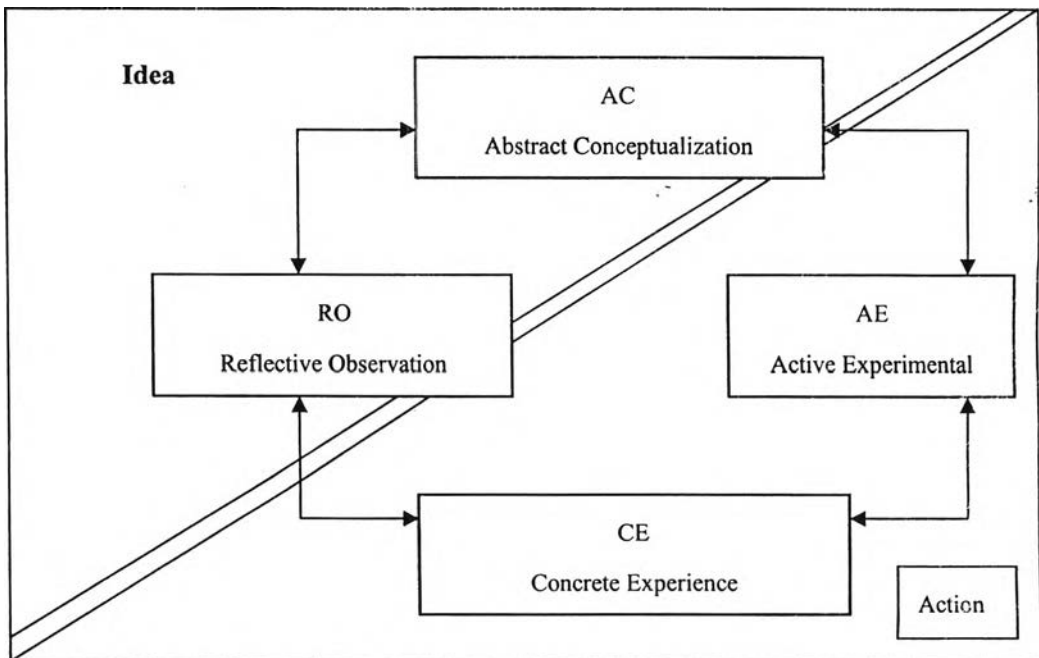 Idea
AC
Abstract Conceptualization
RO
Reflective Observation
AE
Active Experimental
CE
Concrete Experience
Action